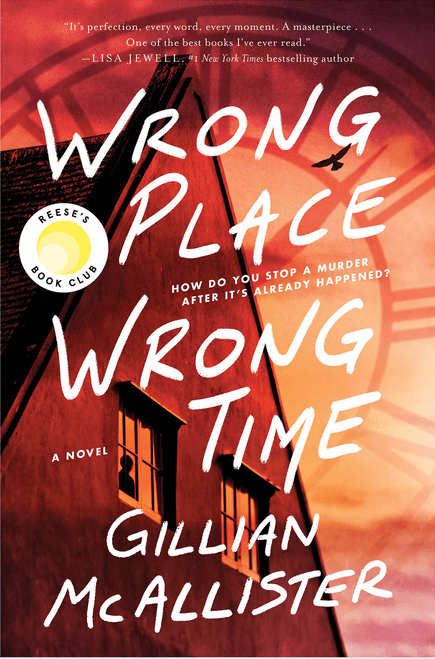 “It’s perfection, every word, every moment. A masterpiece . . .
One of the best books I’ve ever read.”
—LISA JEWELL, #1 New York Times bestselling author
WRONG
PLACE
REESE’S
BOOK CLUB
HOW DO YOU STOP A MURDER
AFTER IT’S ALREADY HAPPENED?
WRONG
TIME
A NOVEL
GILLIAN
MCALLISTER